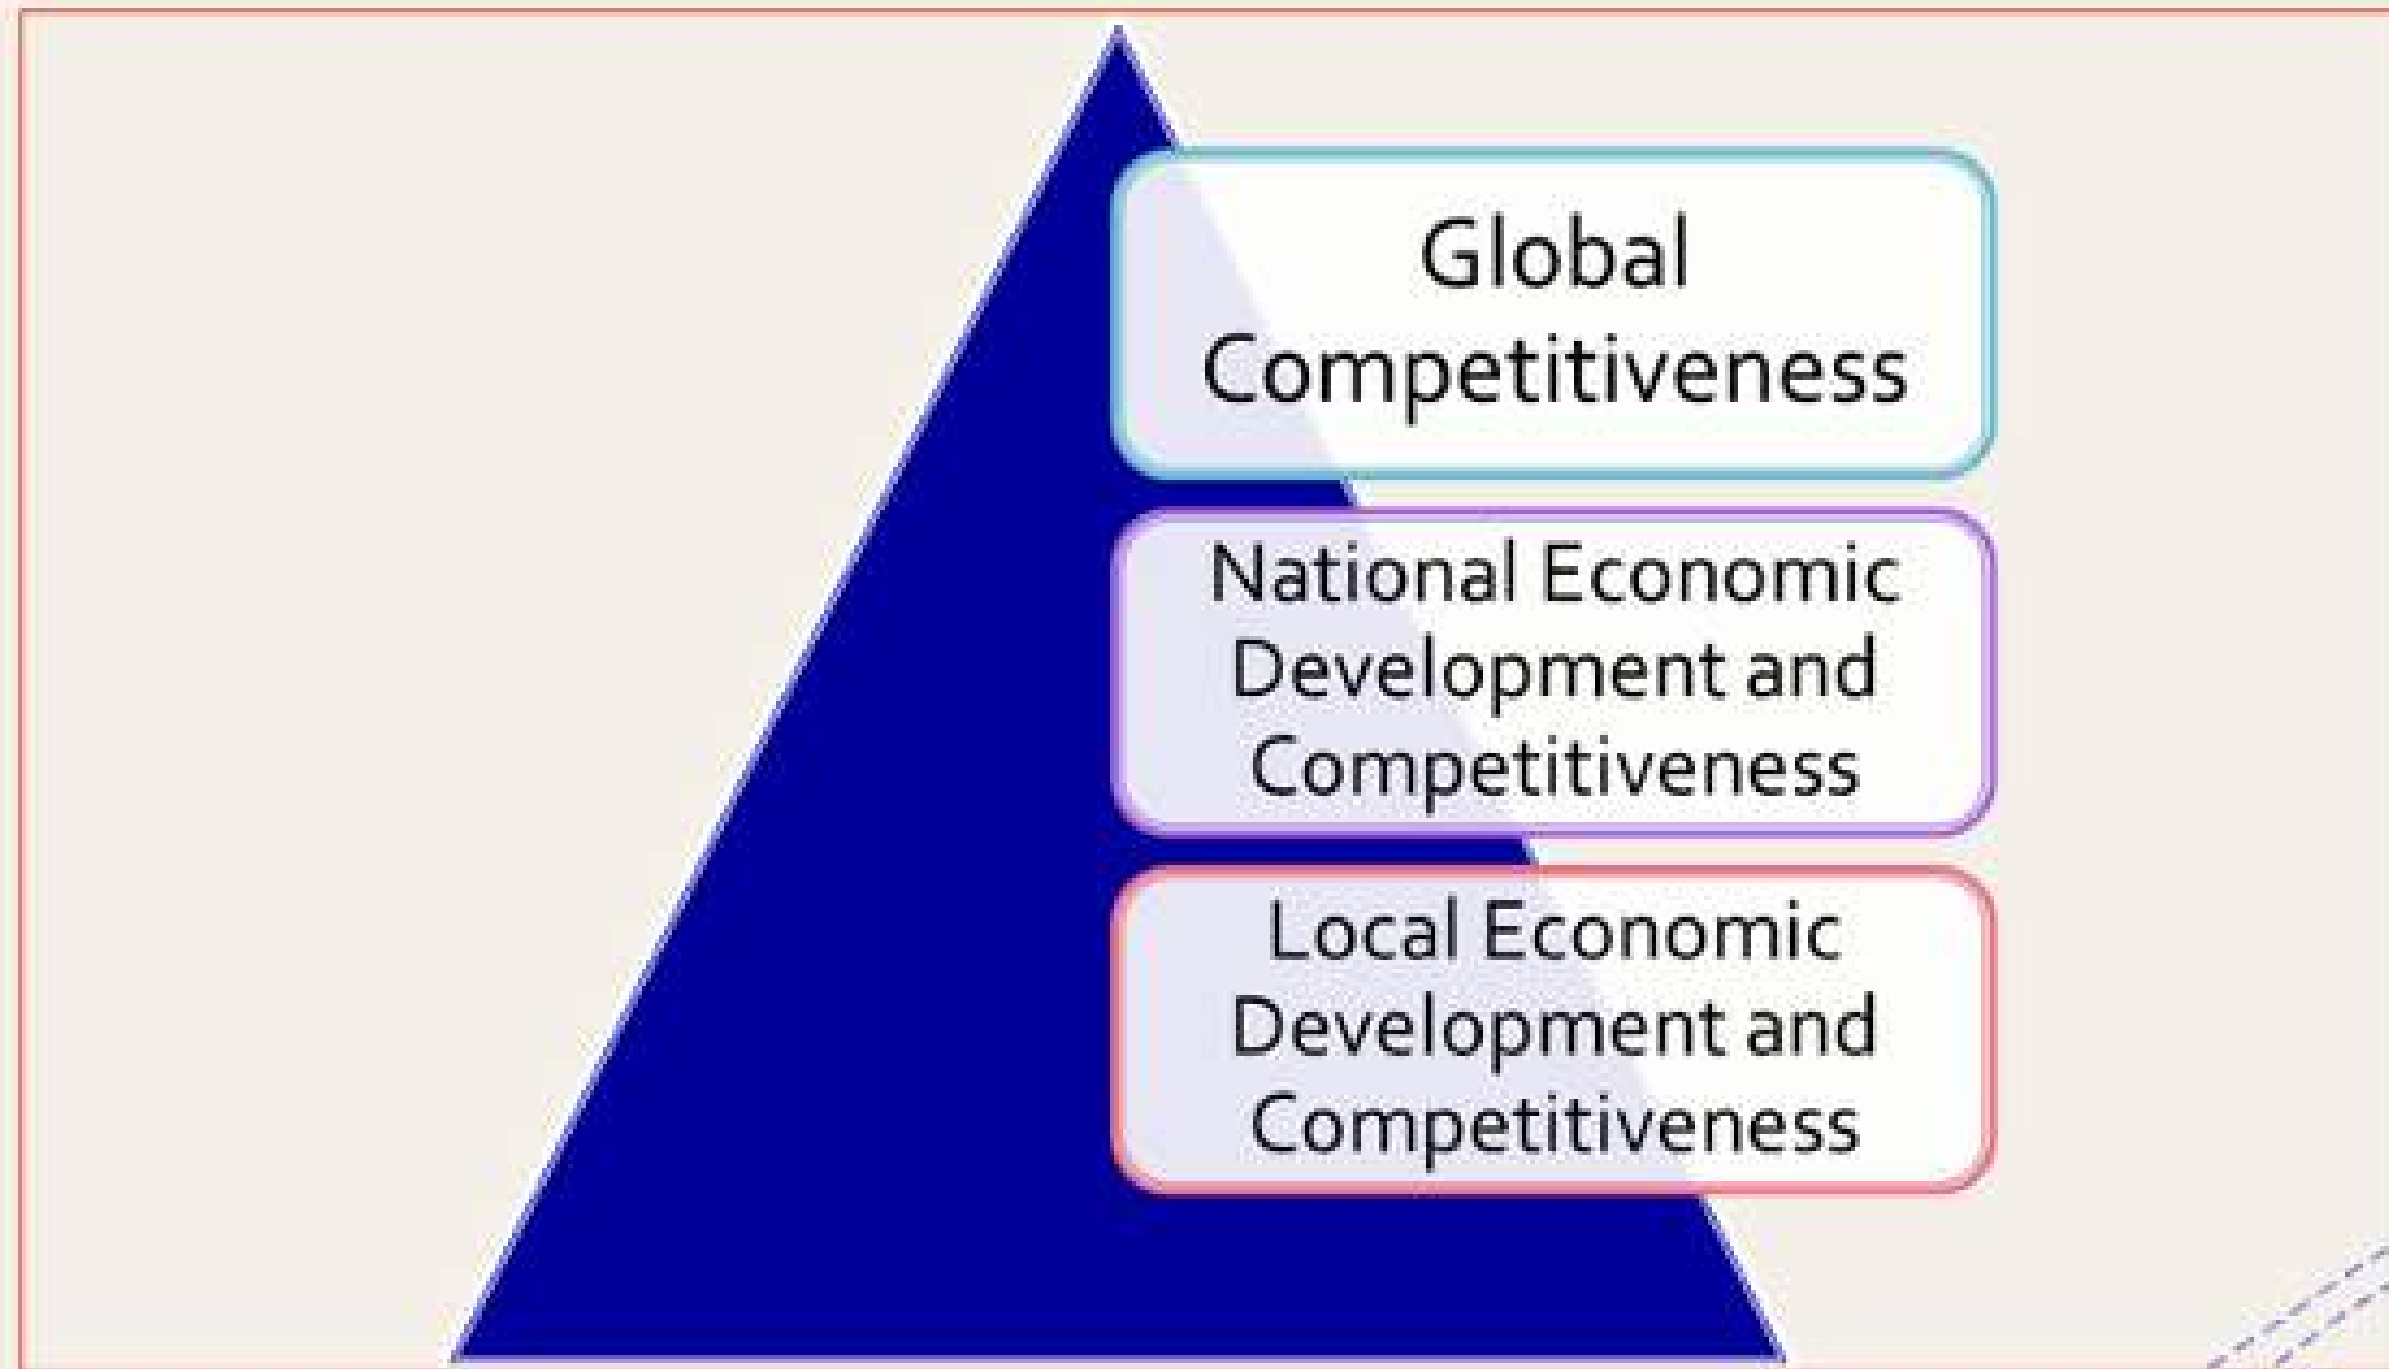 Global
Competitiveness
National Economic
Development and
Competitiveness
Local Economic
Development and
Competitiveness